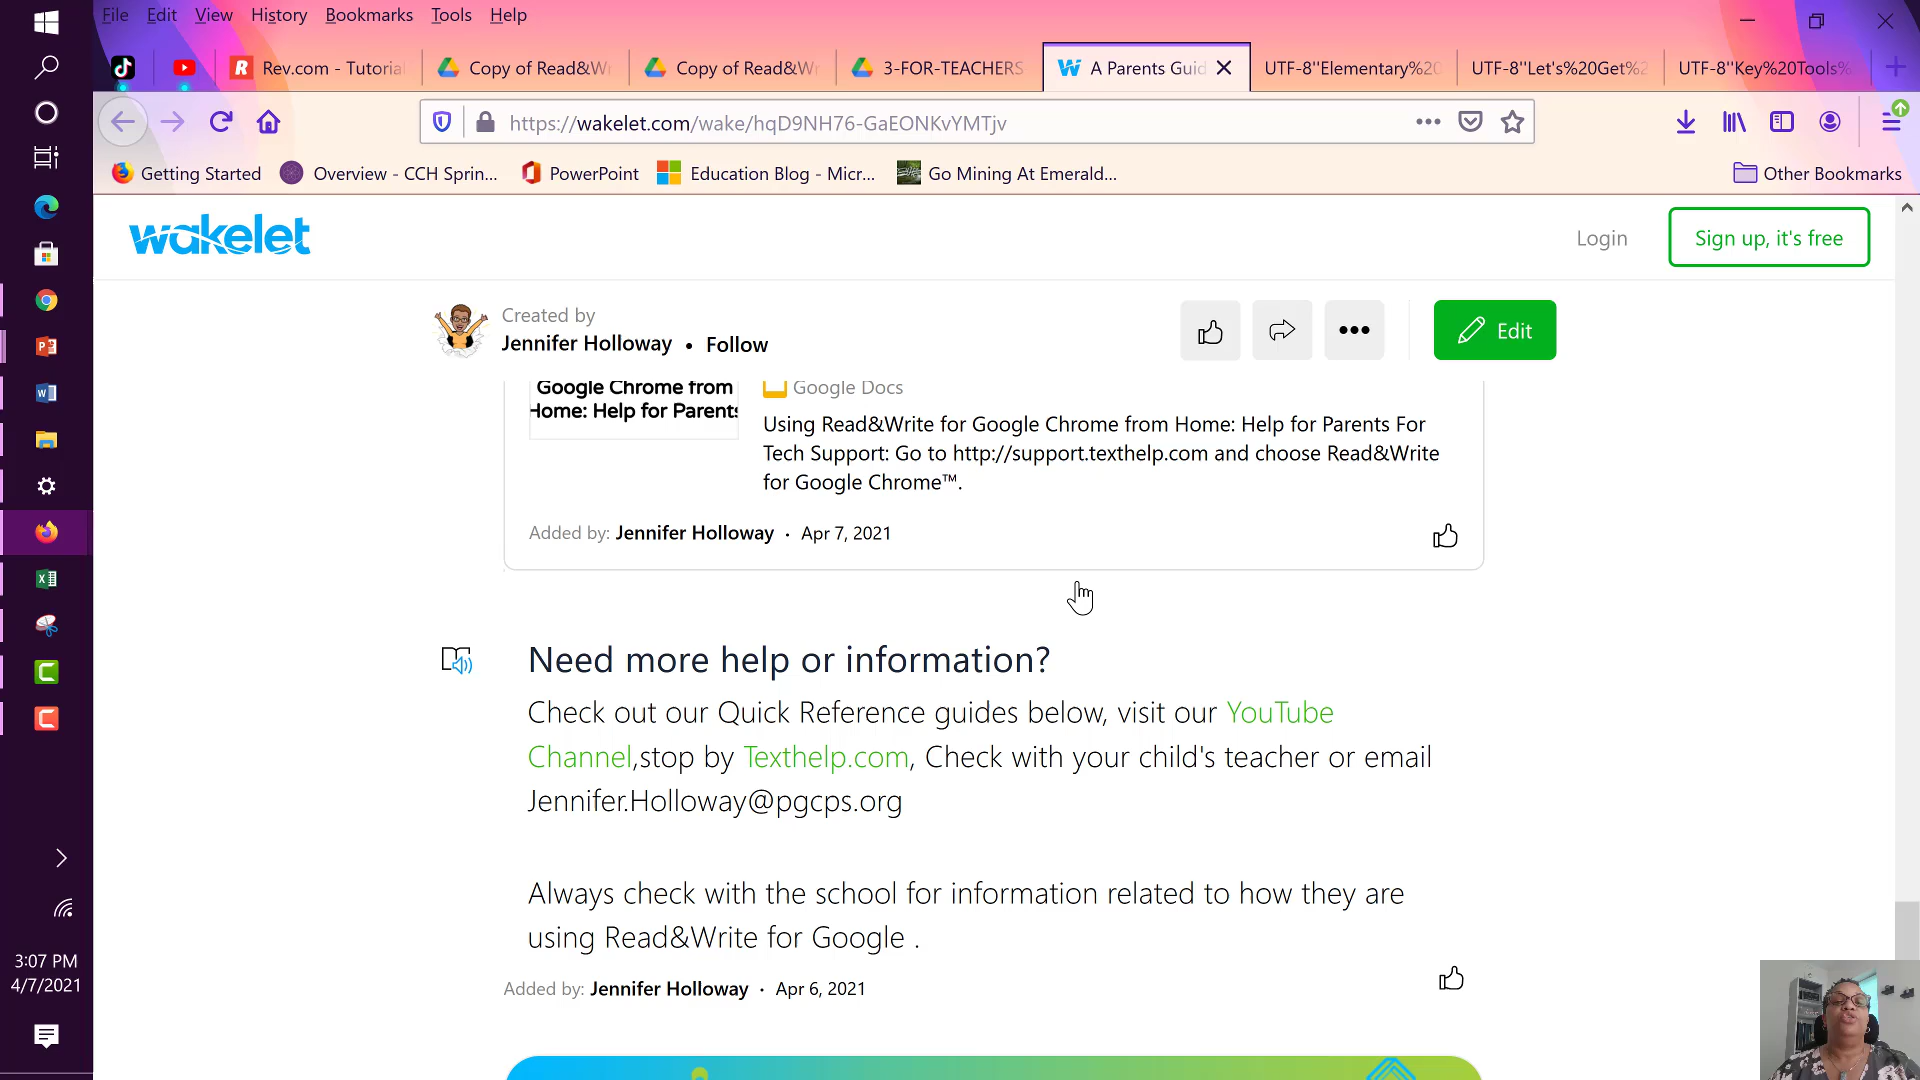 File Edit View History Bookmarks Tools Help
Rev.com - Tutoria
Copy of Read&Wr
Copy of Read&Wr
3-FOR-TEACHERS
A Parents Guid
UTF-8''Elementary%20
UTF-8''Let's%20Get%2
UTF-8''Key%20Tools%
https://wakelet.com/wake/hqD9NH76-GaEONKvYMTjv
Getting Started
Overview - CCH Sprin...
PowerPoint
Education Blog - Micr...
Go Mining At Emerald...
Other Bookmarks
wakelet
Login
Sign up, it's free
Created by
Jennifer Holloway • Follow
Edit
Google Chrome from
Home: Help for Parents
Google Docs
Using Read&Write for Google Chrome from Home: Help for Parents For
Tech Support: Go to http://support.texthelp.com and choose Read&Write
for Google Chrome™.
Added by: Jennifer Holloway · Apr 7, 2021
Need more help or information?
Check out our Quick Reference guides below, visit our YouTube
Channel,stop by Texthelp.com, Check with your child's teacher or email
Jennifer.Holloway@pgcps.org
Always check with the school for information related to how they are
using Read&Write for Google .
Added by: Jennifer Holloway · Apr 6, 2021
3:07 PM
4/7/2021